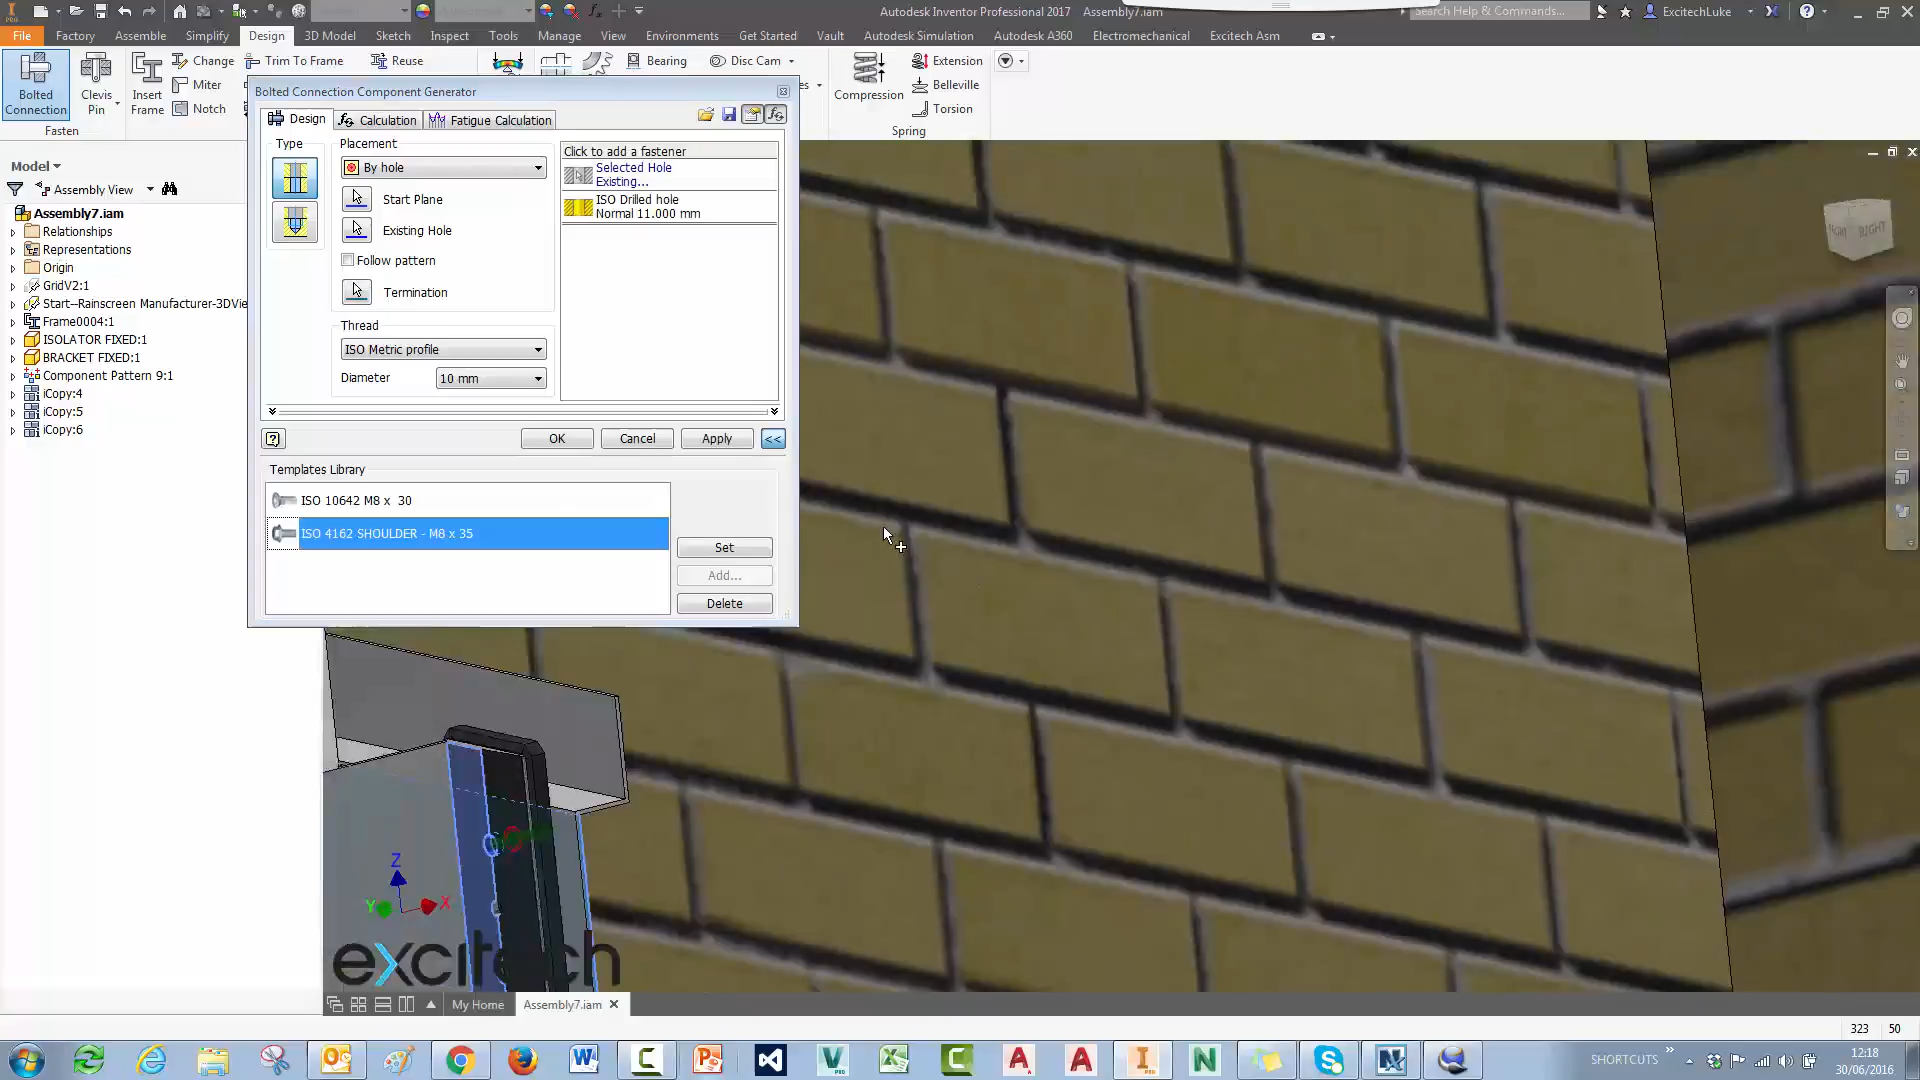 Autodesk Inventor Professional 2017 Assembly7.iam
Search Help & Commands...
ExcitechLuke
File Factory Assemble Simplify Design 3D Model Sketch Inspect Tools Manage View Environments Get Started Vault Autodesk Simulation Autodesk A360 Electromechanical Excitech Asm
Bolted Connection
Clevis Pin
Insert Frame
Change
Miter
Notch
Trim To Frame
Reuse
Bearing
Disc Cam
Compression
Extension
Belleville
Torsion
Fasten
Spring
Model
Assembly View
Assembly7.iam
Relationships
Representations
Origin
GridV2:1
Start--Rainscreen Manufacturer-3DVie
Frame0004:1
ISOLATOR FIXED:1
BRACKET FIXED:1
Component Pattern 9:1
iCopy:4
iCopy:5
iCopy:6
Bolted Connection Component Generator
Design Calculation Fatigue Calculation
Type
Placement
By hole
Start Plane
Existing Hole
Follow pattern
Termination
Thread
ISO Metric profile
Diameter
10 mm
Click to add a fastener
Selected Hole
Existing...
ISO Drilled hole
Normal 11.000 mm
OK Cancel Apply <<
Templates Library
ISO 10642 M8 x 30
ISO 4162 SHOULDER - M8 x 35
Set
Add...
Delete
RIGHT
Z
Y
X
excitech
My Home Assembly7.iam
323 50
SHORTCUTS
12:18
30/06/2016